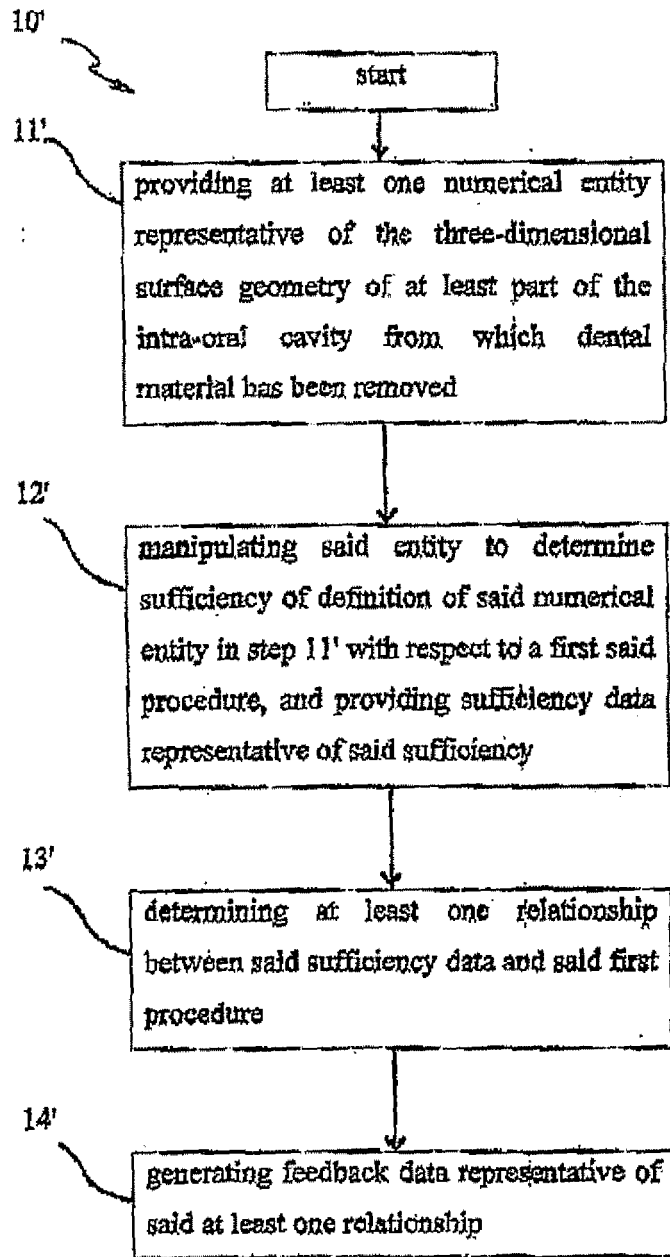 10'
start
11'
providing at least one numerical entity
representative of the three-dimensional
surface geometry of at least part of the
intra-oral cavity from which dental
material has been removed
12'
manipulating said entity to determine
sufficiency of definition of said numerical
entity in step 11' with respect to a first said
procedure, and providing sufficiency data
representative of said sufficiency
13'
determining at least one relationship
between said sufficiency data and said first
procedure
14'
generating feedback data representative of
said at least one relationship